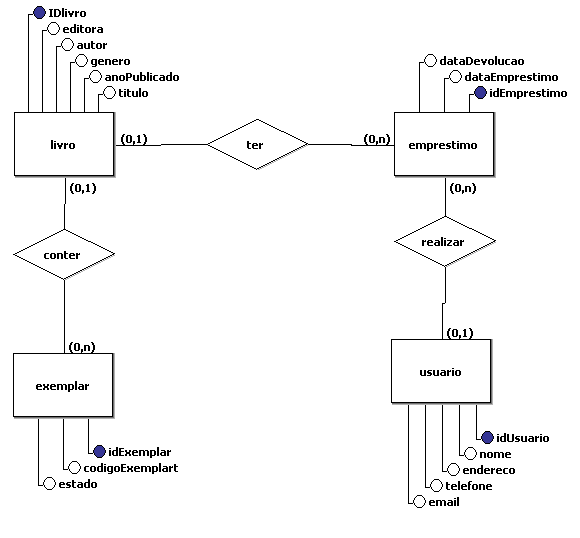 IDlivro
editora
autor
genero
anoPublicado
titulo
livro
(0,1)
ter
(0,n)
dataDevolucao
dataEmprestimo
idEmprestimo
emprestimo
(0,1)
conter
(0,n)
exemplar
idExemplar
codigoExemplart
estado
(0,n)
realizar
(0,1)
usuario
idUsuario
nome
endereco
telefone
email